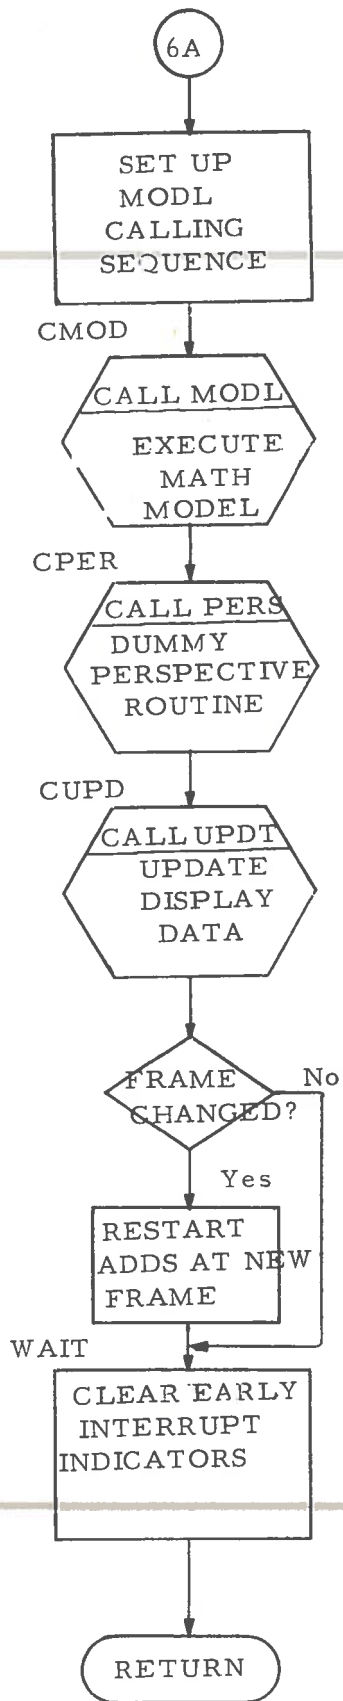 6A
SET UP
MODL
CALLING
SEQUENCE
CMOD
CALL MODL
EXECUTE
MATH
MODEL
CPER
CALL PERS
DUMMY
PERSPECTIVE
ROUTINE
CUPD
CALL UPDT
UPDATE
DISPLAY
DATA
FRAME
CHANGED?
No
Yes
RESTART
ADDS AT NEW
FRAME
WAIT
CLEAR EARLY
INTERRUPT
INDICATORS
RETURN